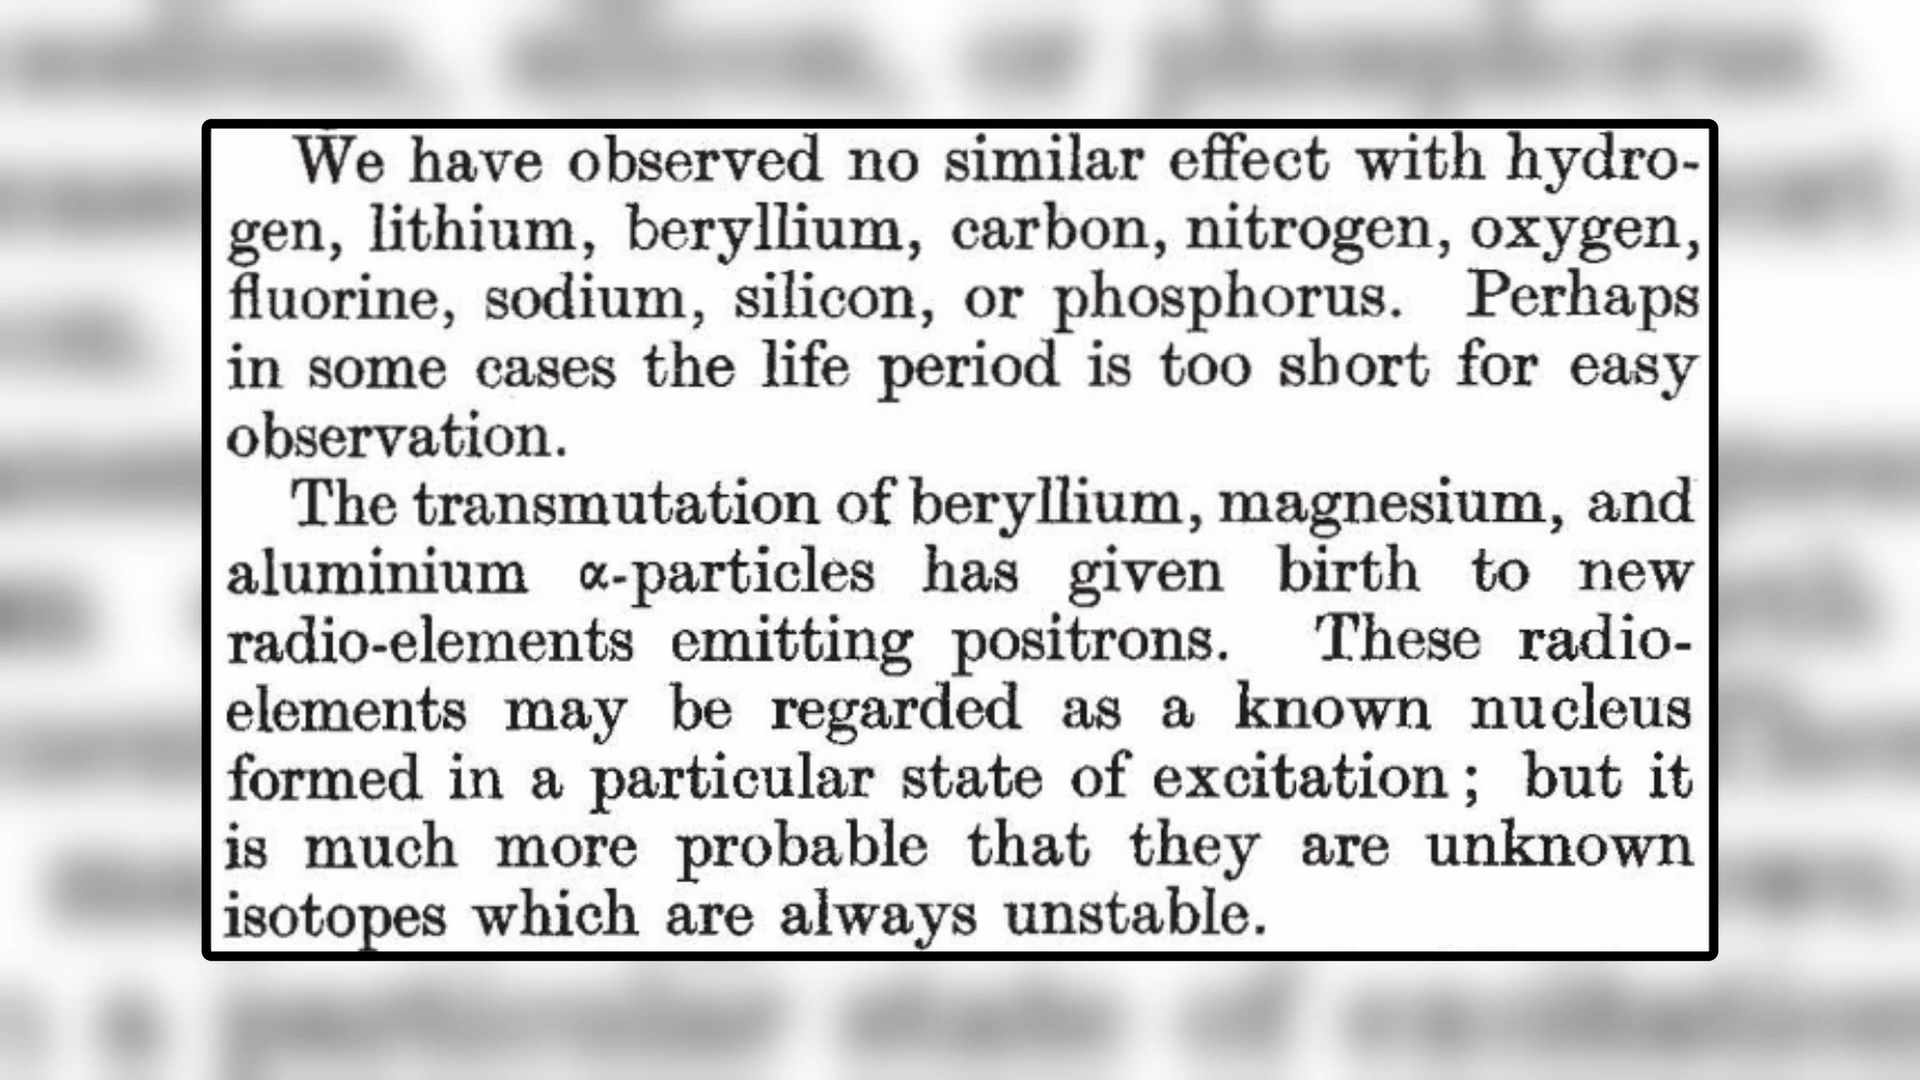 We have observed no similar effect with hydro-
gen, lithium, beryllium, carbon, nitrogen, oxygen,
fluorine, sodium, silicon, or phosphorus. Perhaps
in some cases the life period is too short for easy
observation.
The transmutation of beryllium, magnesium, and
aluminium α-particles has given birth to new
radio-elements emitting positrons. These radio-
elements may be regarded as a known nucleus
formed in a particular state of excitation; but it
is much more probable that they are unknown
isotopes which are always unstable.